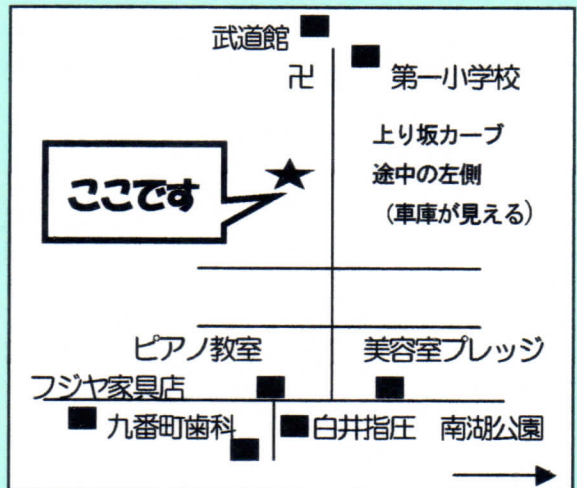 武道館
卍
第一小学校
上り坂カーブ
途中の左側
（車庫が見える）
ここです
ピアノ教室
美容室プレッジ
フジヤ家具店
九番町歯科
白井指圧
南湖公園